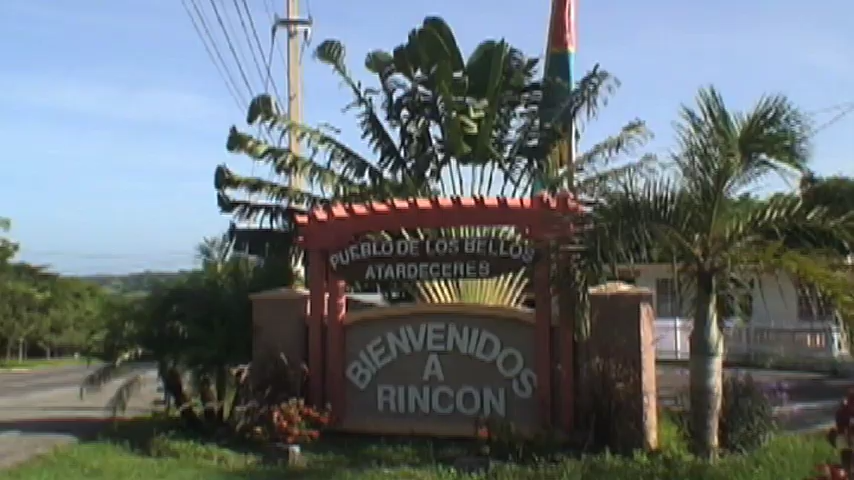 PUEBLO DE LOS BELLOS
ATARDECERES
BIENVENIDOS
A
RINCON